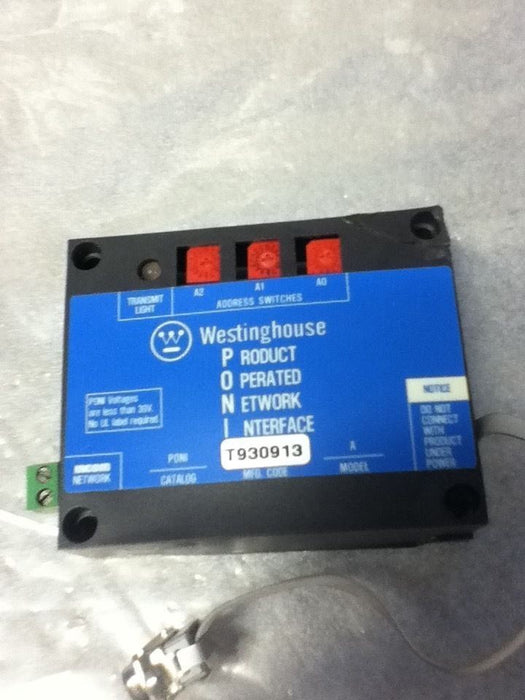 A2 A1 A0
TRANSMIT
LIGHT
ADDRESS SWITCHES
Westinghouse
PRODUCT
OPERATED
NETWORK
INTERFACE
PONI Voltages
are less than 30V.
No UL label required
NOTICE
DO NOT
CONNECT
WITH
PRODUCT
UNDER
POWER
INCOM
NETWORK
PONI
CATALOG
T930913
MFG. CODE
A
MODEL